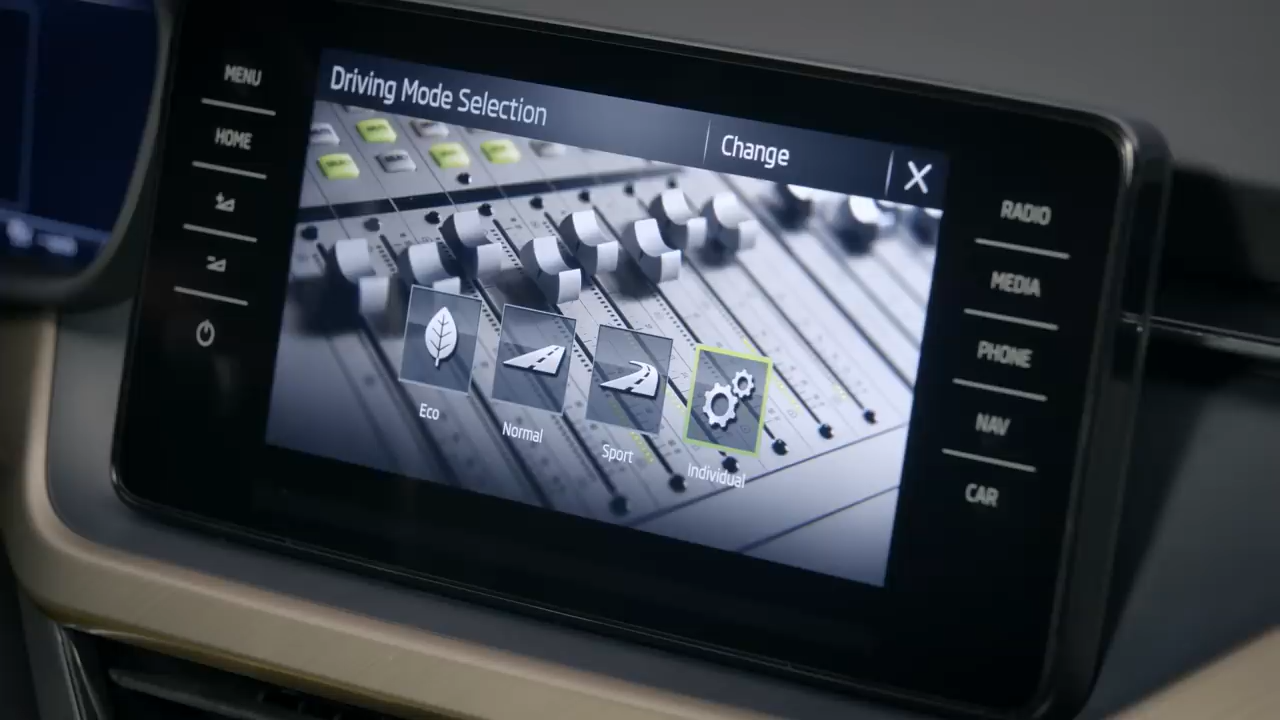 MENU
HOME
Driving Mode Selection
Change
X
Eco
Normal
Sport
Individual
RADIO
MEDIA
PHONE
NAV
CAR